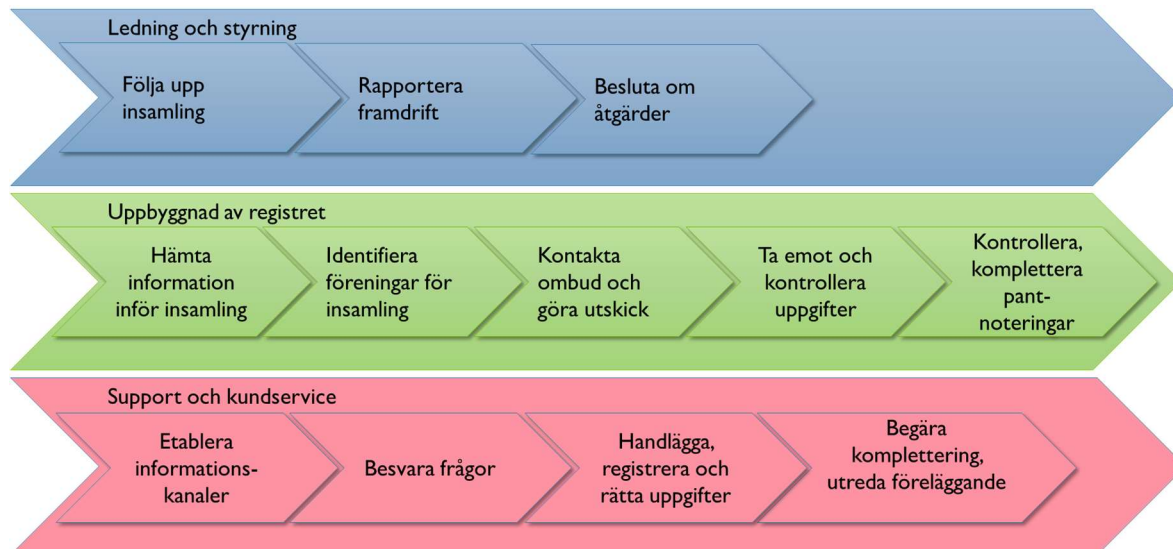 Ledning och styrning
Följa upp
insamling
Rapportera
framdrift
Besluta om
åtgärder
Uppbyggnad av registret
Hämta
information
inför insamling
Identifiera
föreningar för
insamling
Kontakta
ombud och
göra utskick
Ta emot och
kontrollera
uppgifter
Kontrollera,
komplettera
pant-
noteringar
Support och kundservice
Etablera
informations-
kanaler
Besvara frågor
Handlägga,
registrera och
rätta uppgifter
Begära
komplettering,
utreda föreläggande